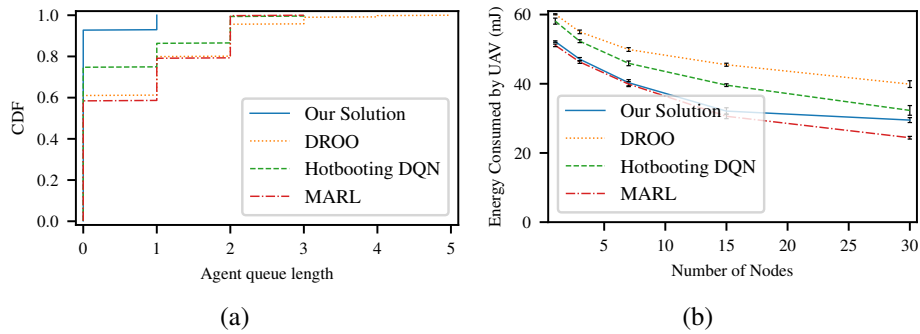 1.0
0.8
0.6
0.4
0.2
0.0
CDF
Our Solution
DROO
Hotbooting DQN
MARL
0 1 2 3 4 5
Agent queue length
(a)
60
40
20
0
Energy Consumed by UAV (mJ)
Our Solution
DROO
Hotbooting DQN
MARL
5 10 15 20 25 30
Number of Nodes
(b)